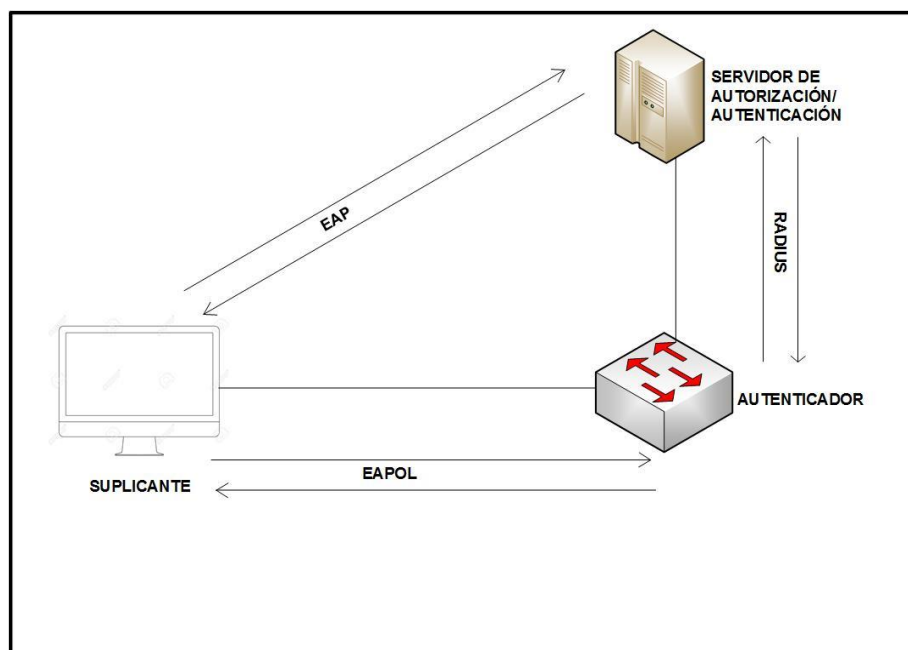 SERVIDOR DE
AUTORIZACIÓN/
AUTENTICACIÓN
EAP
RADIUS
AUTENTICADOR
EAPOL
SUPLICANTE